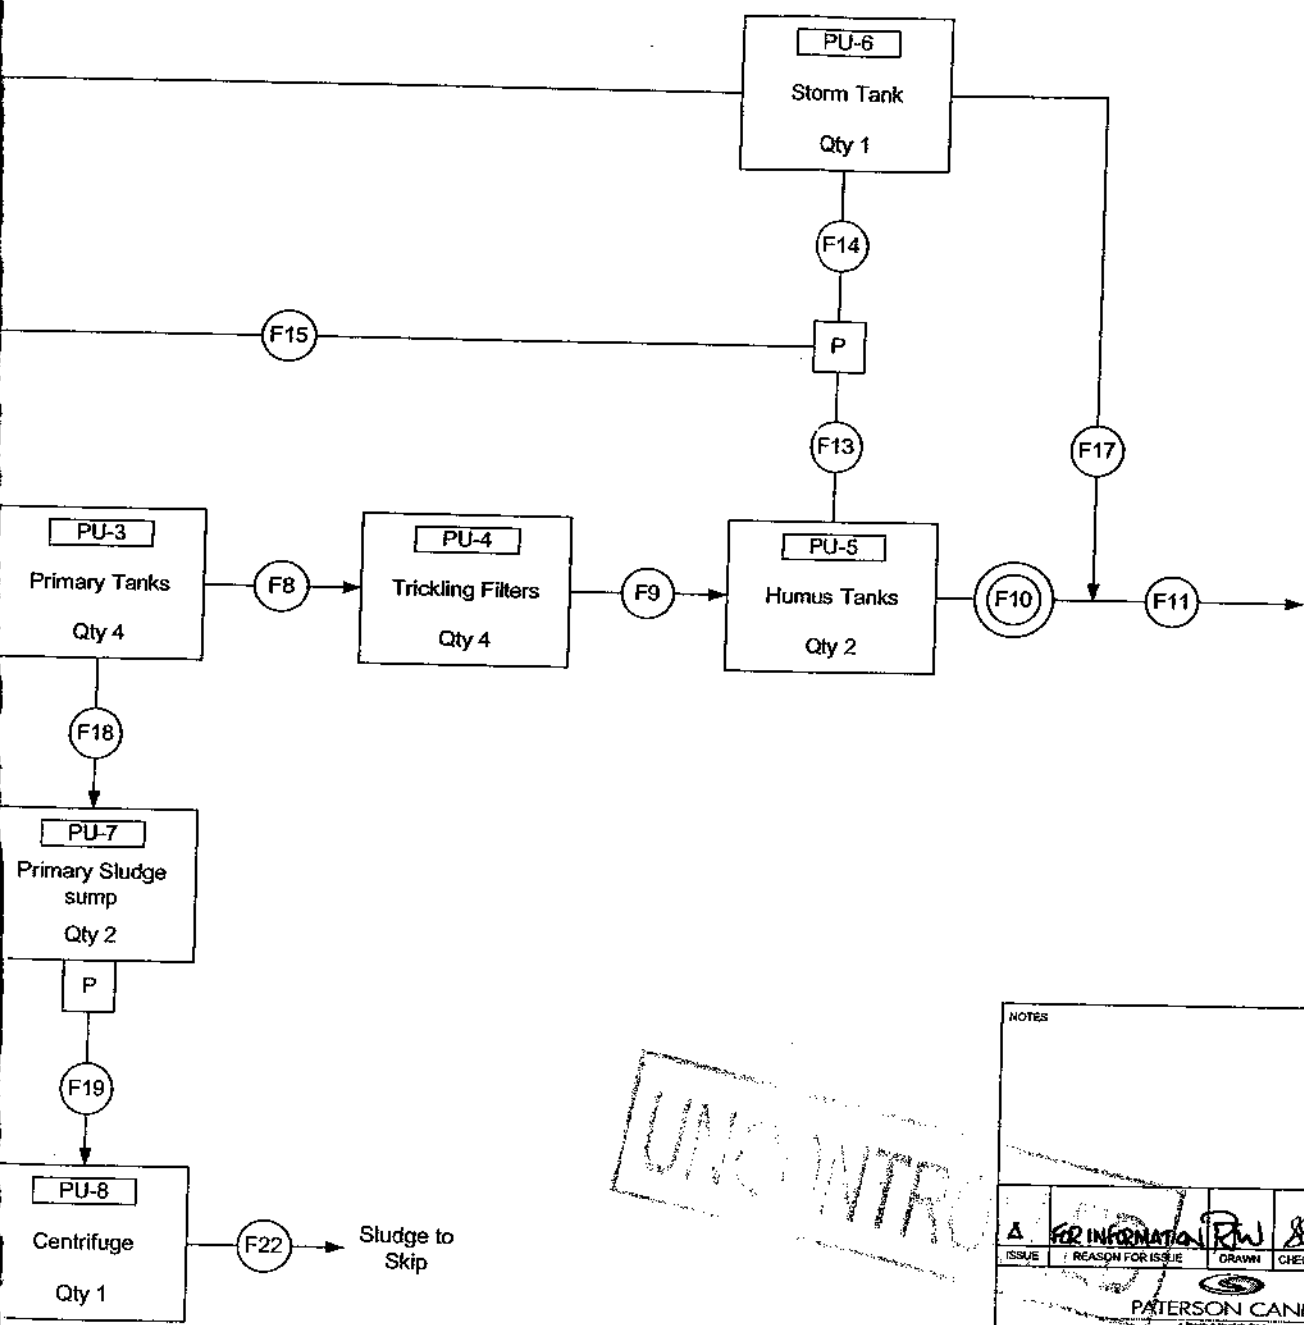 PU-6
Storm Tank
Qty 1
F14
F15
P
F13
F17
PU-3
Primary Tanks
Qty 4
F8
PU-4
Trickling Filters
Qty 4
F9
PU-5
Humus Tanks
Qty 2
F10
F11
F18
PU-7
Primary Sludge
sump
Qty 2
P
F19
PU-8
Centrifuge
Qty 1
F22
Sludge to
Skip
NOTES
FOR INFORMATION
ISSUE REASON FOR ISSUE DRAWN
PATERSON